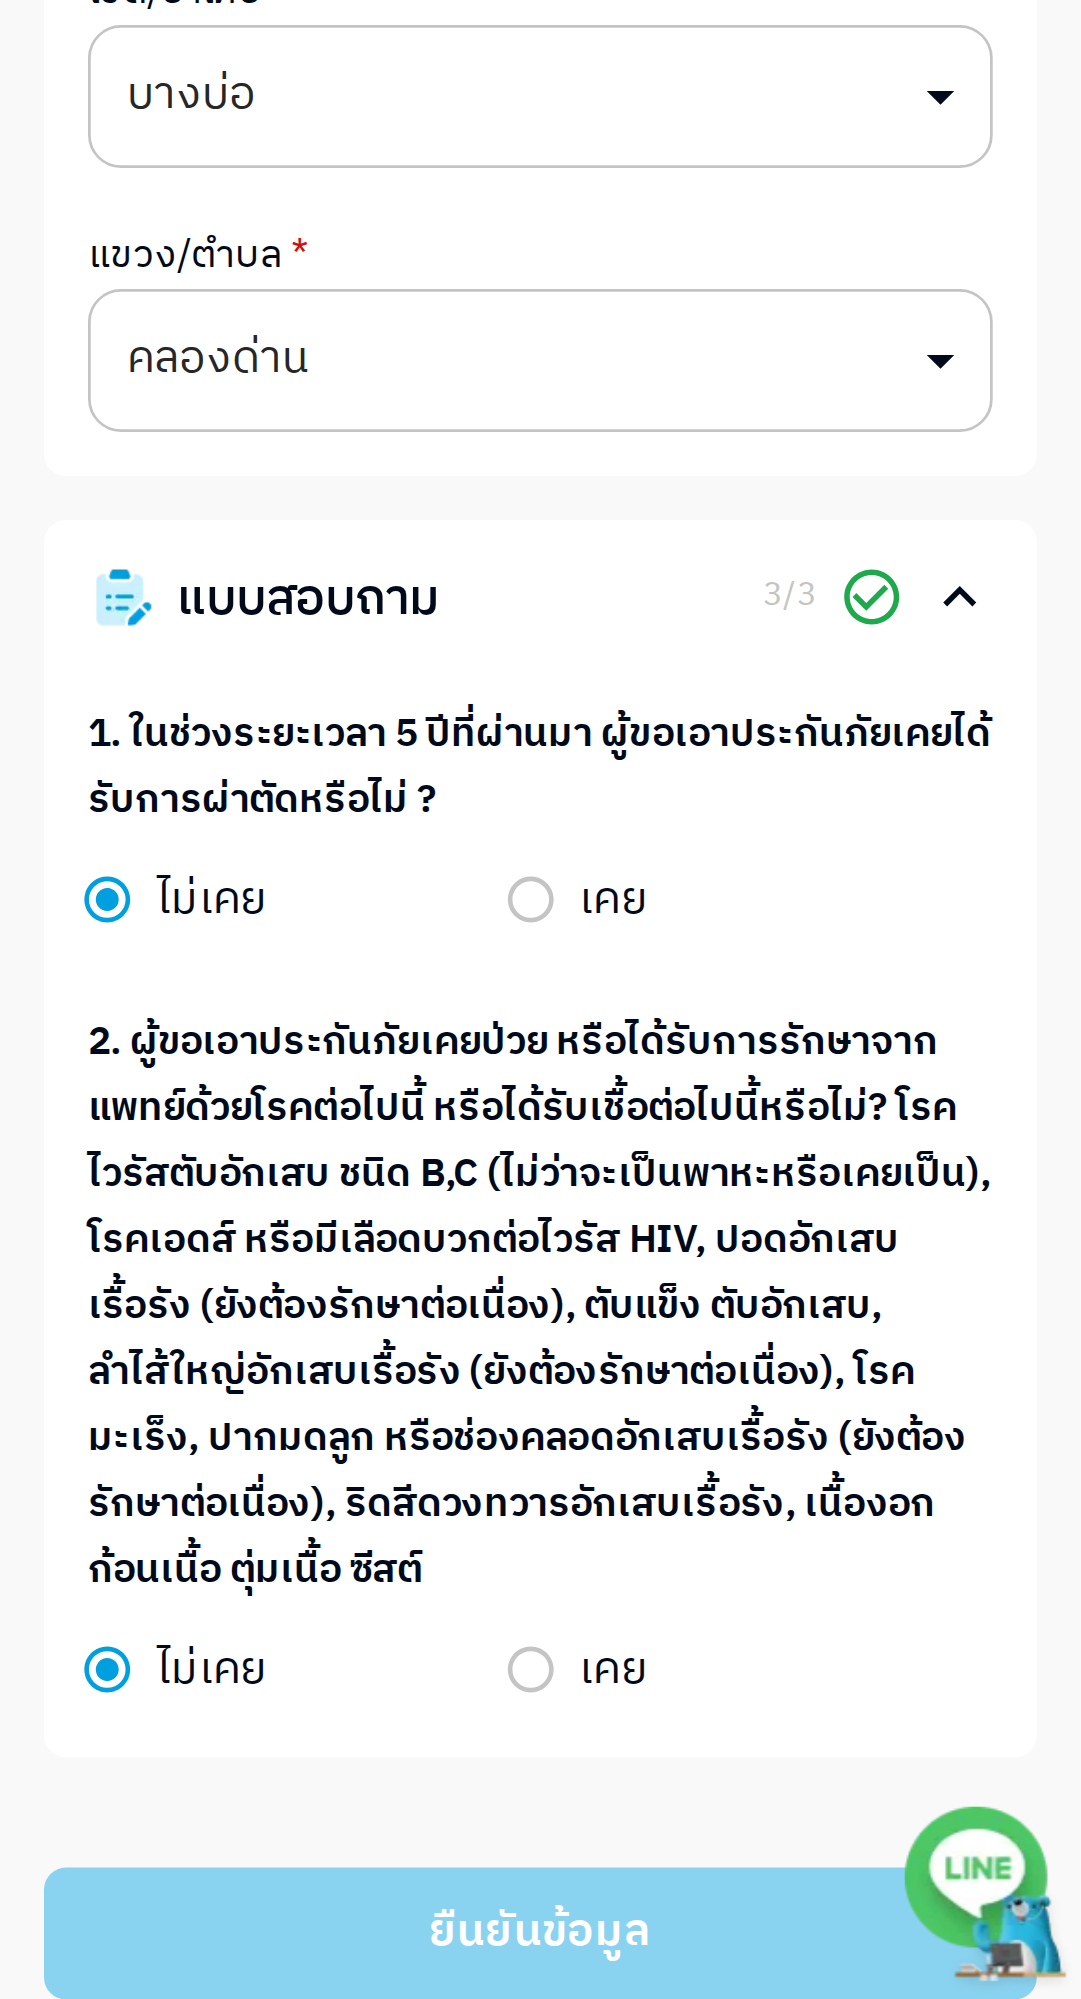 บางบ่อ
แขวง/ตำบล *
คลองด่าน
แบบสอบถาม 3/3
1. ในช่วงระยะเวลา 5 ปีที่ผ่านมา ผู้ขอเอาประกันภัยเคยได้
รับการผ่าตัดหรือไม่ ?
ไม่เคย เคย
2. ผู้ขอเอาประกันภัยเคยป่วย หรือได้รับการรักษาจาก
แพทย์ด้วยโรคต่อไปนี้ หรือได้รับเชื้อต่อไปนี้หรือไม่? โรค
ไวรัสตับอักเสบ ชนิด B,C (ไม่ว่าจะเป็นพาหะหรือเคยเป็น),
โรคเอดส์ หรือมีเลือดบวกต่อไวรัส HIV, ปอดอักเสบ
เรื้อรัง (ยังต้องรักษาต่อเนื่อง), ตับแข็ง ตับอักเสบ,
ลำไส้ใหญ่อักเสบเรื้อรัง (ยังต้องรักษาต่อเนื่อง), โรค
มะเร็ง, ปากมดลูก หรือช่องคลอดอักเสบเรื้อรัง (ยังต้อง
รักษาต่อเนื่อง), ริดสีดวงทวารอักเสบเรื้อรัง, เนื้องอก
ก้อนเนื้อ ตุ่มเนื้อ ซีสต์
ไม่เคย เคย
LINE
ยืนยันข้อมูล